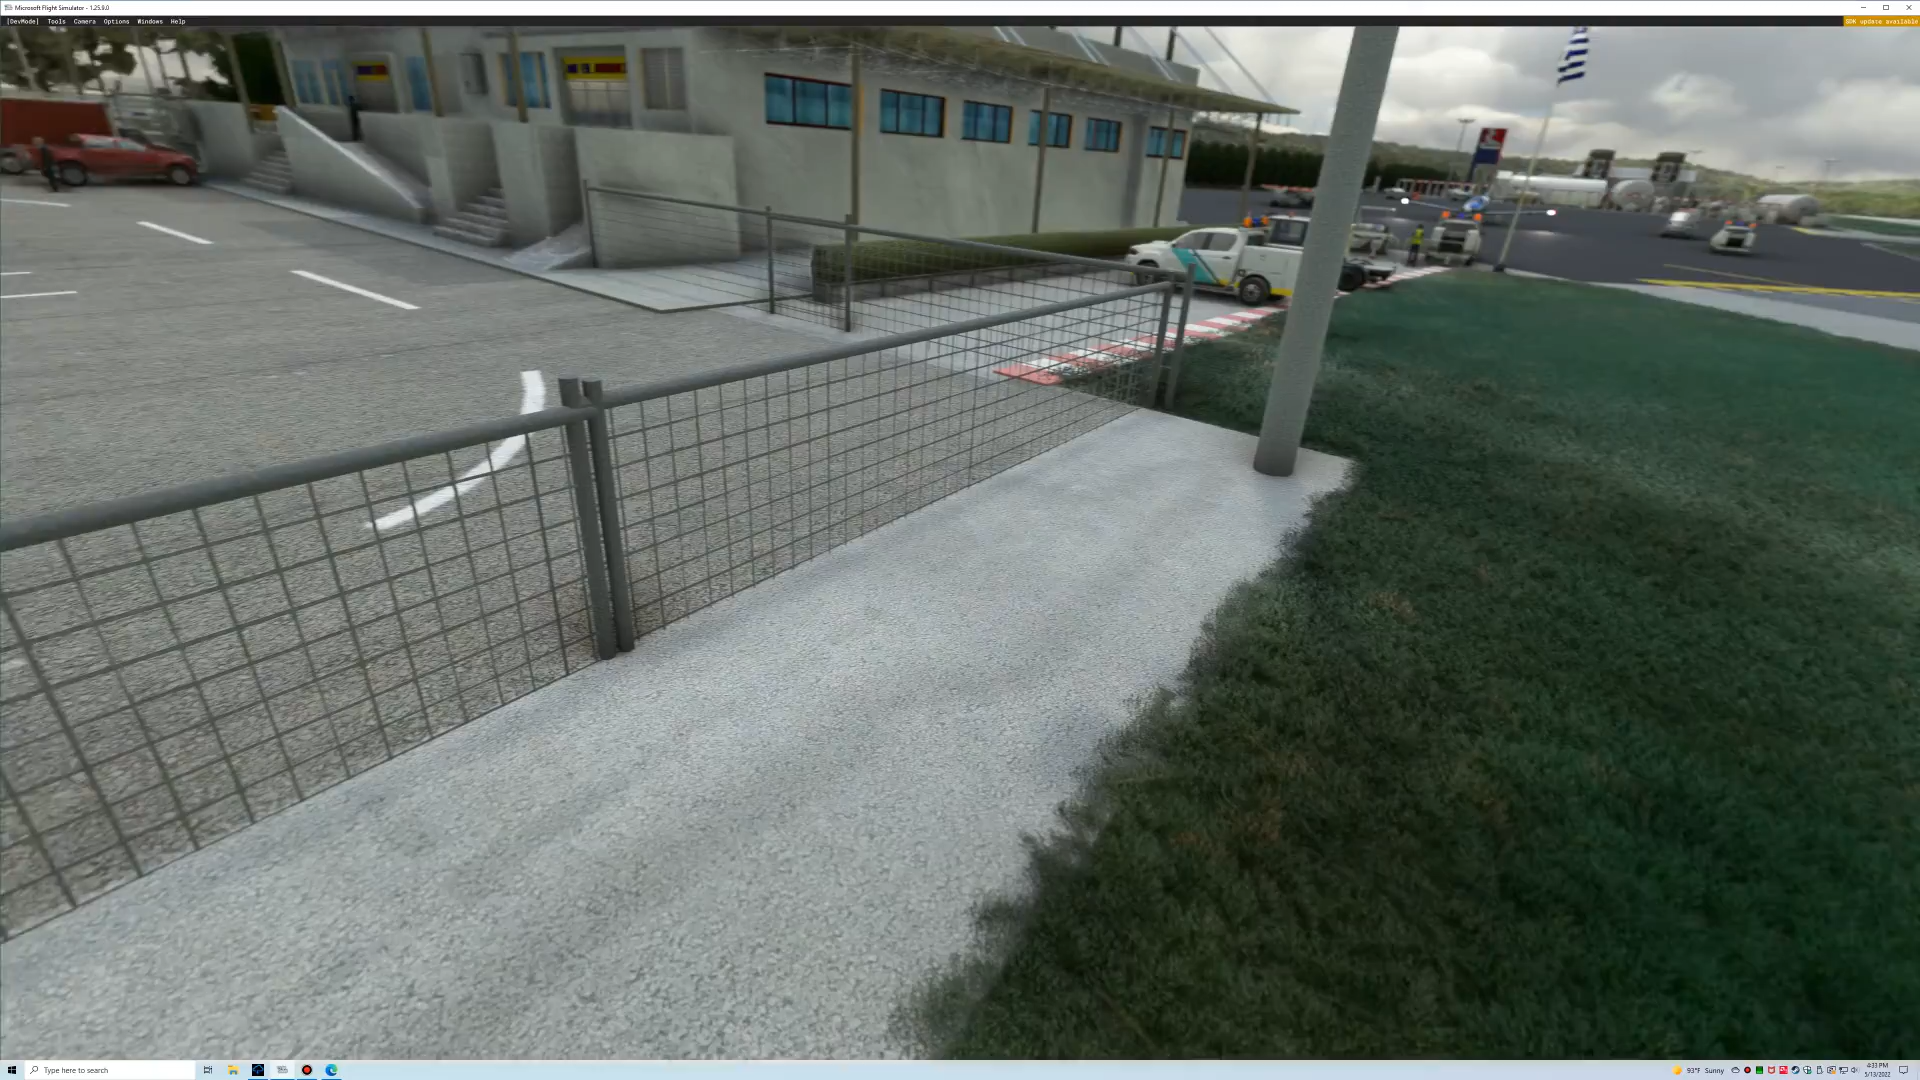 Microsoft Flight Simulator - 1.25.9.0
[DevMode] Tools Camera Options Windows Help
SDK update available
Type here to search
93°F Sunny
4:33 PM
5/13/2022